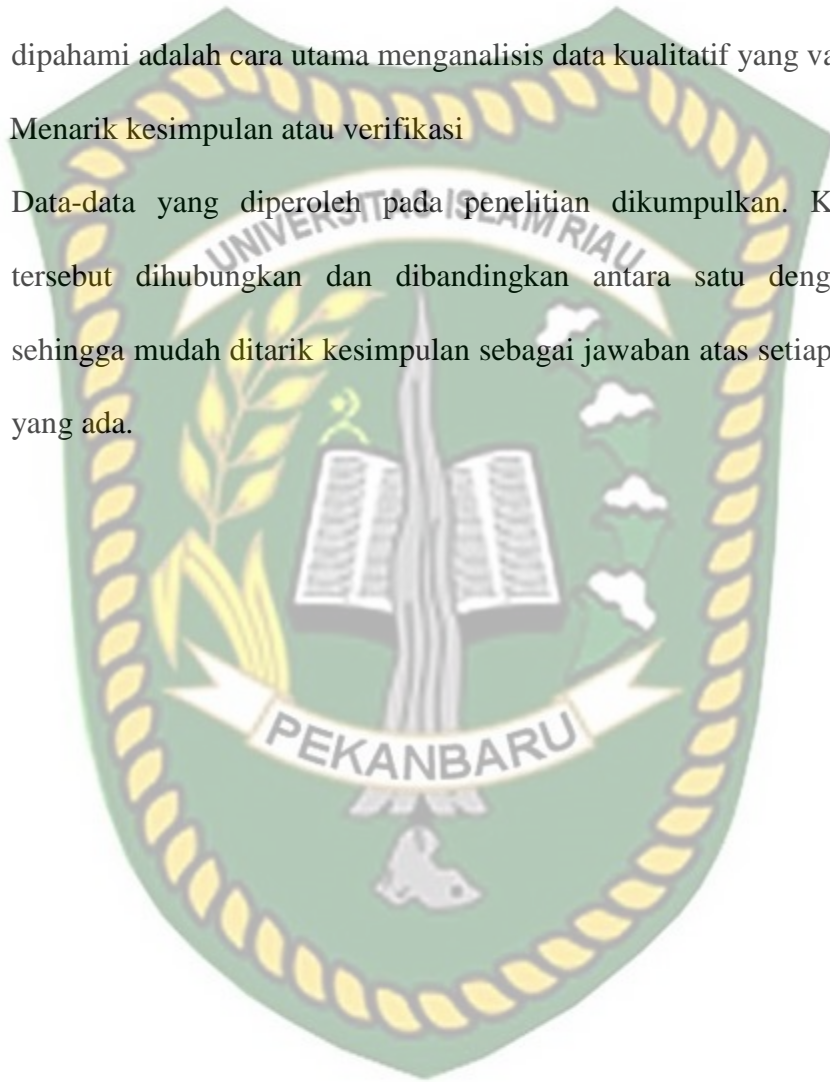 dipahami adalah cara utama menganalisis data kualitatif yang va
Menarik kesimpulan atau verifikasi
Data-data yang diperoleh pada penelitian dikumpulkan. K
tersebut dihubungkan dan dibandingkan antara satu deng
sehingga mudah ditarik kesimpulan sebagai jawaban atas setiap
yang ada.
UNIVERSITAS ISLAM RIAU
PEKANBARU